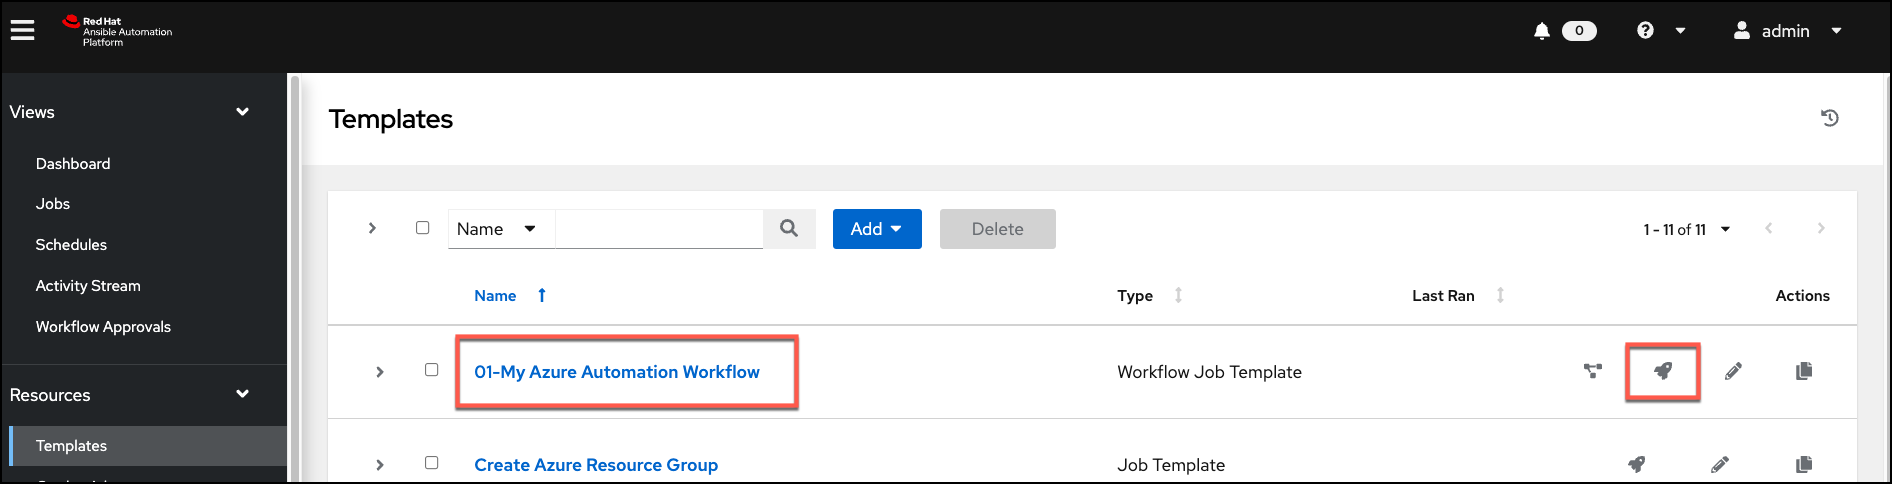 Red Hat
Ansible Automation
Platform
0
admin
Views
Dashboard
Jobs
Schedules
Activity Stream
Workflow Approvals
Resources
Templates
Templates
Name
Add
Delete
1 - 11 of 11
Name Type Last Ran Actions
01-My Azure Automation Workflow Workflow Job Template
Create Azure Resource Group Job Template